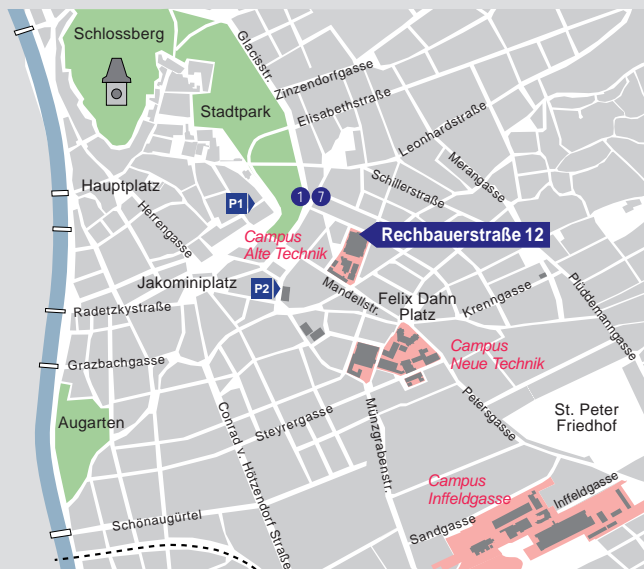 Schlossberg
Glacisstr.
Zinzendorfgasse
Stadtpark
Elisabethstraße
Leonhardstraße
Merangasse
Schillerstraße
Hauptplatz
P1
1 7
Herrengasse
Campus
Alte Technik
Rechbauerstraße 12
Jakominiplatz
P2
Mandellstr.
Felix Dahn
Platz
Krenngasse
Plüddemanngasse
Radetzkystraße
Grazbachgasse
Campus
Neue Technik
Augarten
Conrad v. Hötzendorf Straße
Steyrergasse
Münzgrabenstr.
Petersgasse
St. Peter
Friedhof
Campus
Inffeldgasse
Inffeldgasse
Sandgasse
Schönaugürtel